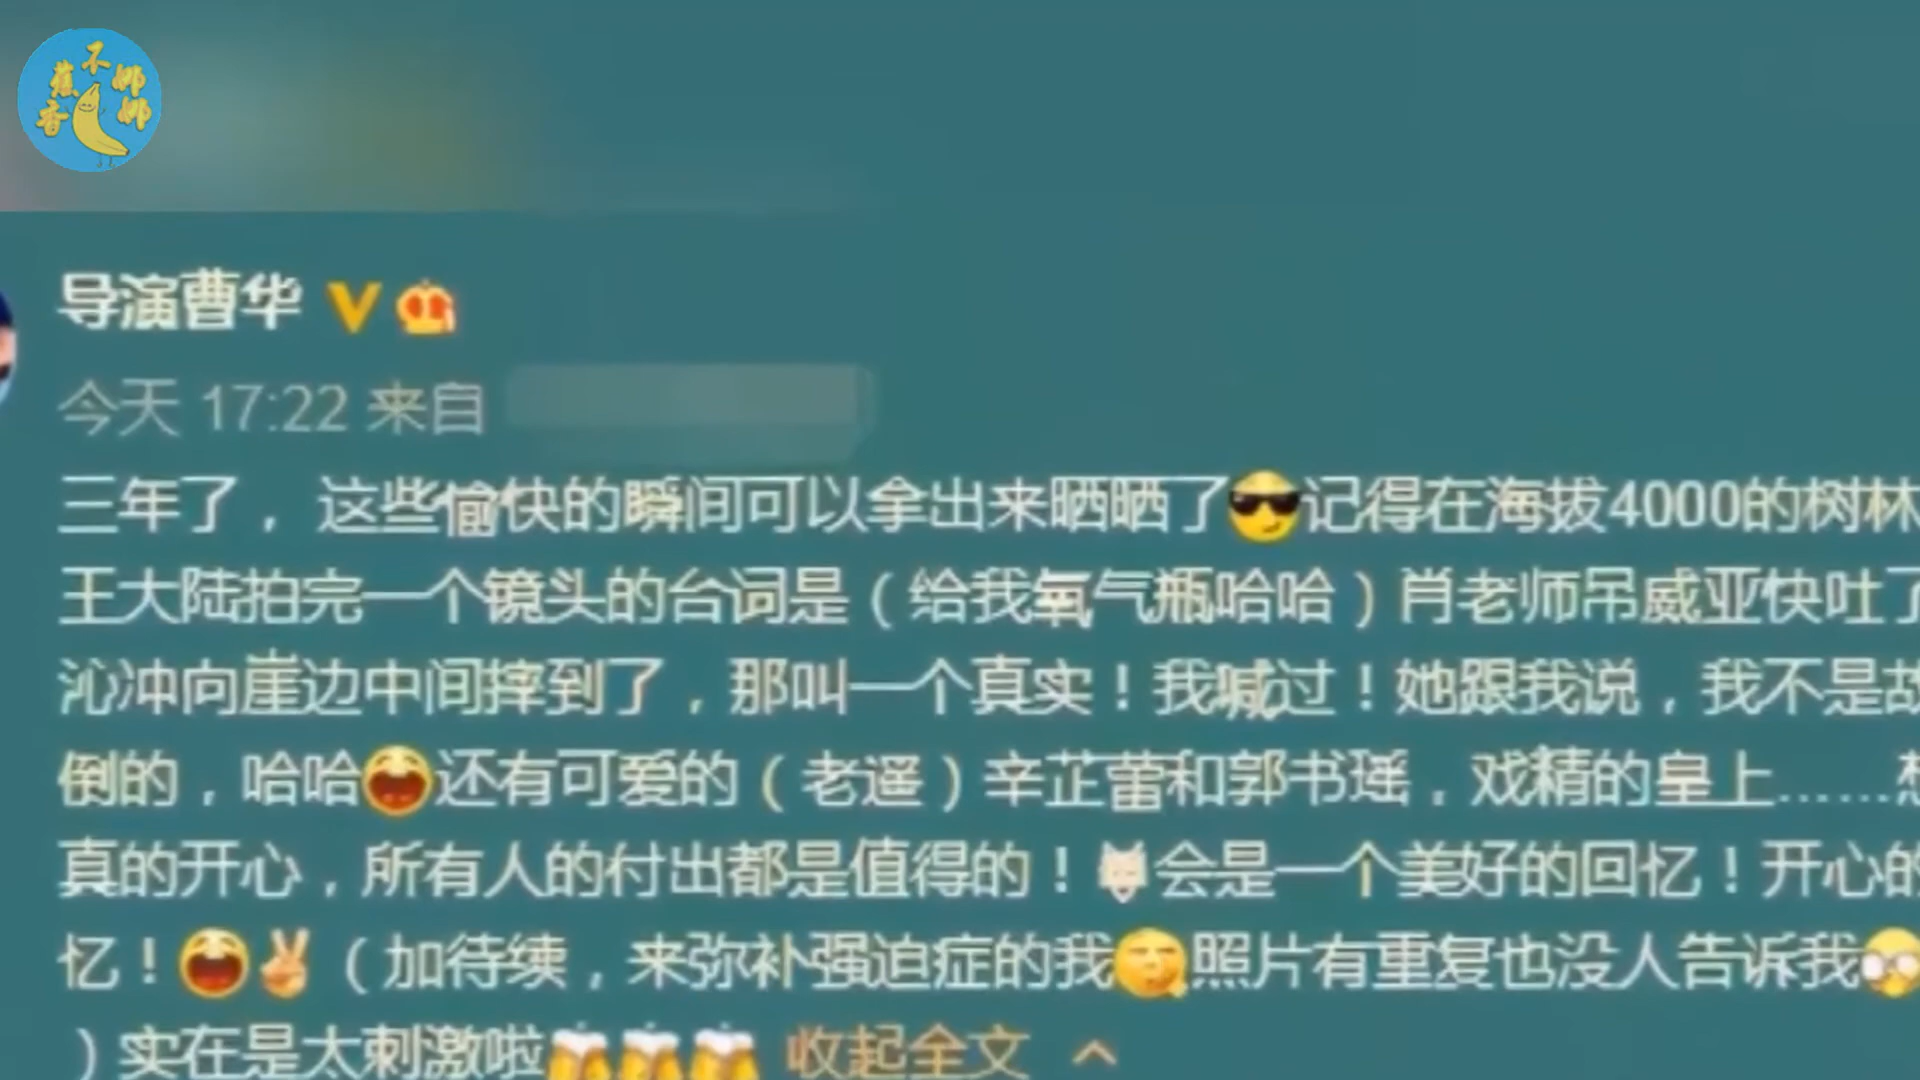 不
蕉 娜
香 娜
导演曹华
今天 17:22 来自
三年了，这些愉快的瞬间可以拿出来晒晒了记得在海拔4000的树林
王大陆拍完一个镜头的台词是（给我氧气瓶哈哈）肖老师吊威亚快吐了
沁冲向崖边中间摔到了，那叫一个真实！我喊过！她跟我说，我不是故
倒的，哈哈还有可爱的（老遥）辛芷蕾和郭书瑶，戏精的皇上……想
真的开心，所有人的付出都是值得的！会是一个美好的回忆！开心的
忆！（加待续，来弥补强迫症的我照片有重复也没人告诉我
）实在是太刺激啦 收起全文